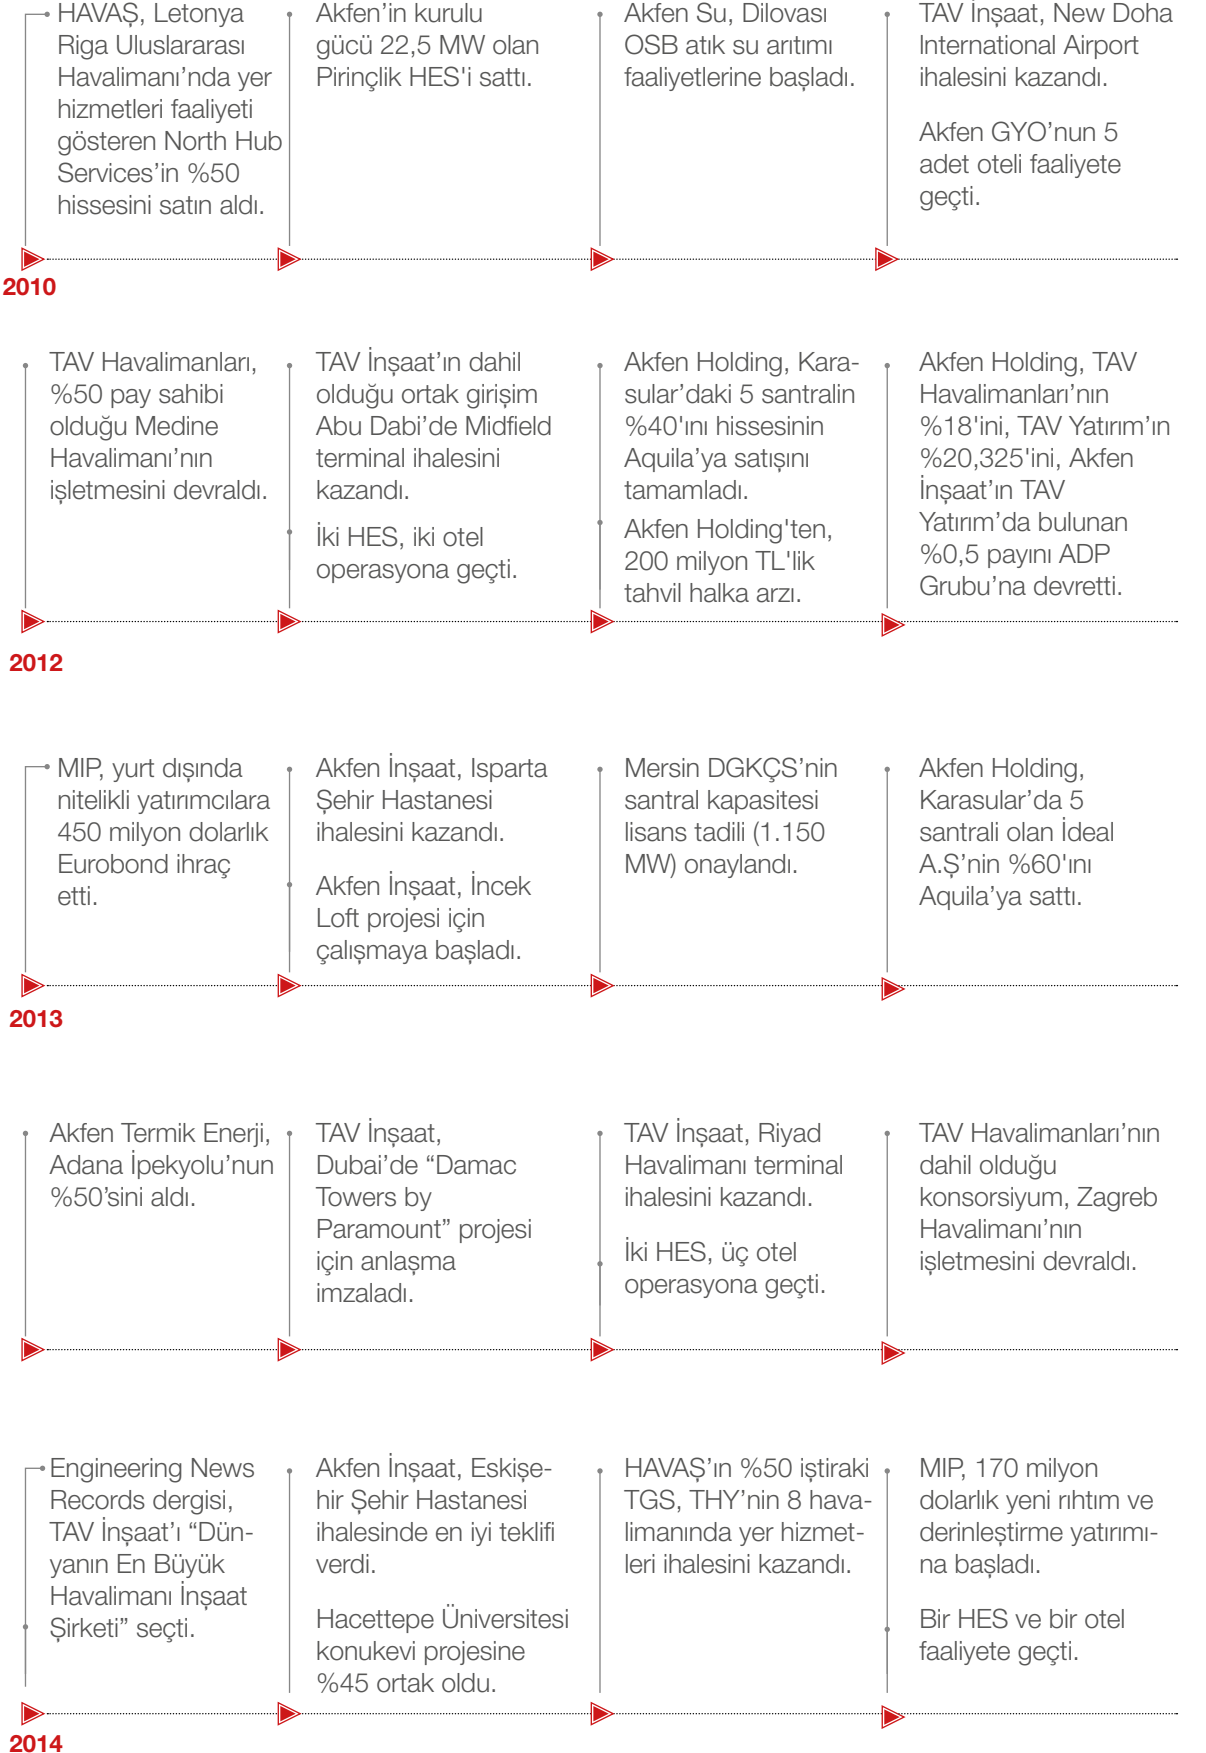 HAVAŞ, Letonya
Riga Uluslararası
Havalimanı’nda yer
hizmetleri faaliyeti
gösteren North Hub
Services’in %50
hissesini satın aldı.
Akfen’in kurulu
gücü 22,5 MW olan
Pirinçlik HES'i sattı.
Akfen Su, Dilovası
OSB atık su arıtımı
faaliyetlerine başladı.
TAV İnşaat, New Doha
International Airport
ihalesini kazandı.
Akfen GYO’nun 5
adet oteli faaliyete
geçti.
2010
TAV Havalimanları,
%50 pay sahibi
olduğu Medine
Havalimanı’nın
işletmesini devraldı.
TAV İnşaat’ın dahil
olduğu ortak girişim
Abu Dabi’de Midfield
terminal ihalesini
kazandı.
İki HES, iki otel
operasyona geçti.
Akfen Holding, Kara-
sular’daki 5 santralin
%40'ını hissesinin
Aquila’ya satışını
tamamladı.
Akfen Holding'ten,
200 milyon TL'lik
tahvil halka arzı.
Akfen Holding, TAV
Havalimanları’nın
%18'ini, TAV Yatırım’ın
%20,325'ini, Akfen
İnşaat’ın TAV
Yatırım’da bulunan
%0,5 payını ADP
Grubu’na devretti.
2012
MIP, yurt dışında
nitelikli yatırımcılara
450 milyon dolarlık
Eurobond ihraç
etti.
Akfen İnşaat, Isparta
Şehir Hastanesi
ihalesini kazandı.
Akfen İnşaat, İncek
Loft projesi için
çalışmaya başladı.
Mersin DGKÇS’nin
santral kapasitesi
lisans tadili (1.150
MW) onaylandı.
Akfen Holding,
Karasular’da 5
santrali olan İdeal
A.Ş’nin %60'ını
Aquila’ya sattı.
2013
Akfen Termik Enerji,
Adana İpekyolu’nun
%50’sini aldı.
TAV İnşaat,
Dubai’de “Damac
Towers by
Paramount” projesi
için anlaşma
imzaladı.
TAV İnşaat, Riyad
Havalimanı terminal
ihalesini kazandı.
İki HES, üç otel
operasyona geçti.
TAV Havalimanları’nın
dahil olduğu
konsorsiyum, Zagreb
Havalimanı’nın
işletmesini devraldı.
Engineering News
Records dergisi,
TAV İnşaat’ı “Dün-
yanın En Büyük
Havalimanı İnşaat
Şirketi” seçti.
Akfen İnşaat, Eskişe-
hir Şehir Hastanesi
ihalesinde en iyi teklifi
verdi.
Hacettepe Üniversitesi
konukevi projesine
%45 ortak oldu.
HAVAŞ’ın %50 iştiraki
TGS, THY’nin 8 hava-
limanında yer hizmet-
leri ihalesini kazandı.
MIP, 170 milyon
dolarlık yeni rıhtım ve
derinleştirme yatırımı-
na başladı.
Bir HES ve bir otel
faaliyete geçti.
2014